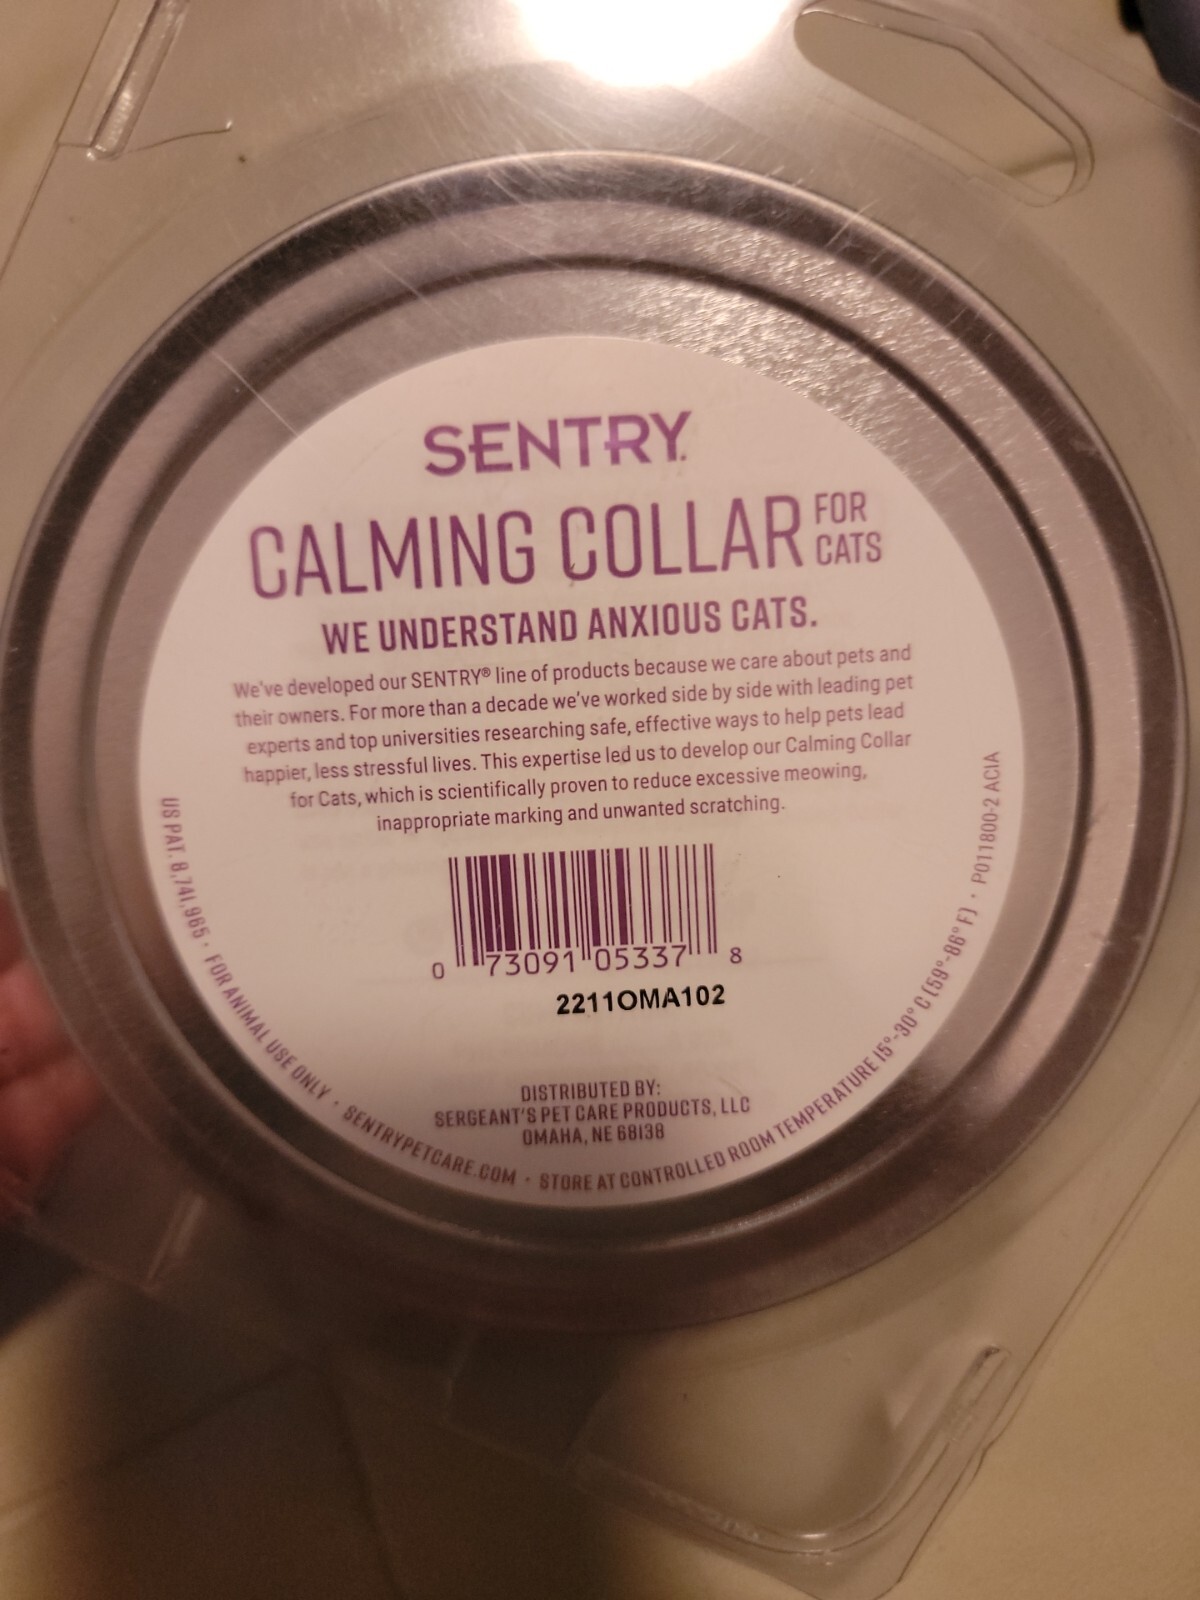 SENTRY.
CALMING COLLAR FOR CATS
WE UNDERSTAND ANXIOUS CATS.
We've developed our SENTRY® line of products because we care about pets and
their owners. For more than a decade we've worked side by side with leading pet
experts and top universities researching safe, effective ways to help pets lead
happier, less stressful lives. This expertise led us to develop our Calming Collar
for Cats, which is scientifically proven to reduce excessive meowing,
inappropriate marking and unwanted scratching.
0 73091 05337 8
2211OMA102
DISTRIBUTED BY:
SERGEANT'S PET CARE PRODUCTS, LLC
OMAHA, NE 68138
US PAT. 8,741,965 · FOR ANIMAL USE ONLY · SENTRYPETCARE.COM · STORE AT CONTROLLED ROOM TEMPERATURE 15°-30° C (59°-86° F) · P011800-2 ACIA